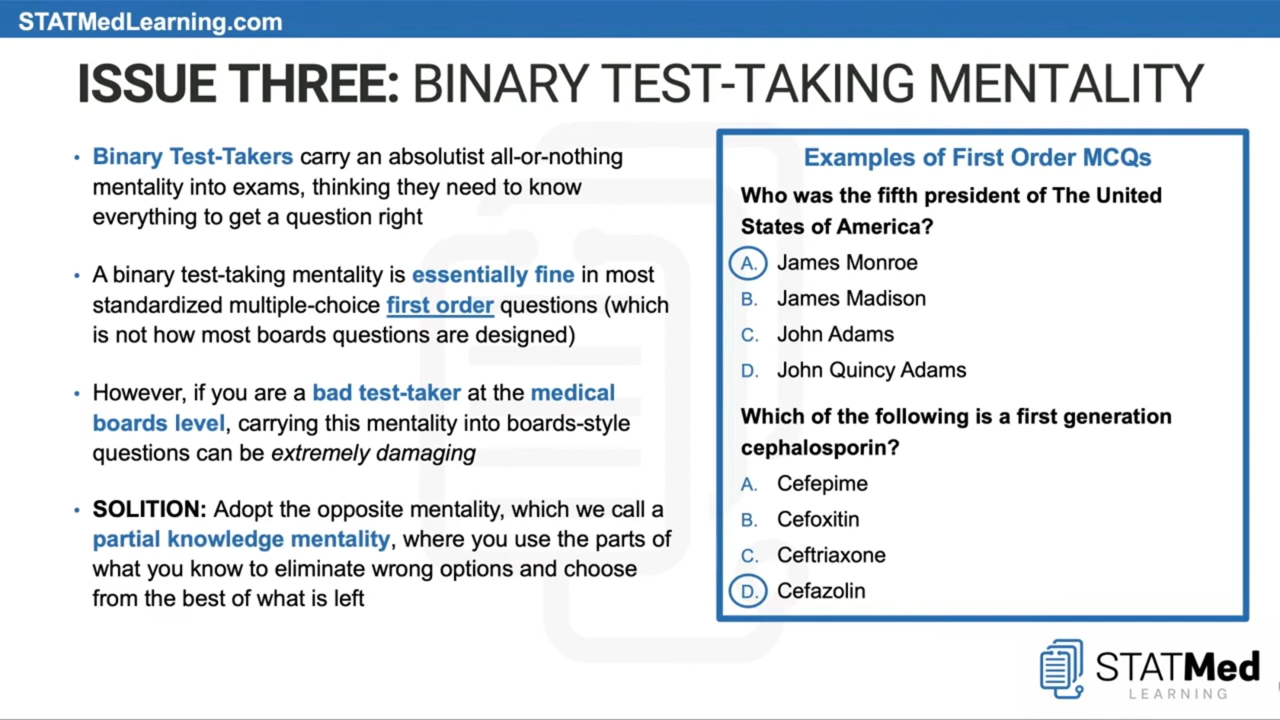 STATMedLearning.com
ISSUE THREE: BINARY TEST-TAKING MENTALITY
• Binary Test-Takers carry an absolutist all-or-nothing
mentality into exams, thinking they need to know
everything to get a question right
• A binary test-taking mentality is essentially fine in most
standardized multiple-choice first order questions (which
is not how most boards questions are designed)
• However, if you are a bad test-taker at the medical
boards level, carrying this mentality into boards-style
questions can be extremely damaging
• SOLITION: Adopt the opposite mentality, which we call a
partial knowledge mentality, where you use the parts of
what you know to eliminate wrong options and choose
from the best of what is left
Examples of First Order MCQs
Who was the fifth president of The United
States of America?
A. James Monroe
B. James Madison
C. John Adams
D. John Quincy Adams
Which of the following is a first generation
cephalosporin?
A. Cefepime
B. Cefoxitin
C. Ceftriaxone
D. Cefazolin
STATMed
LEARNING